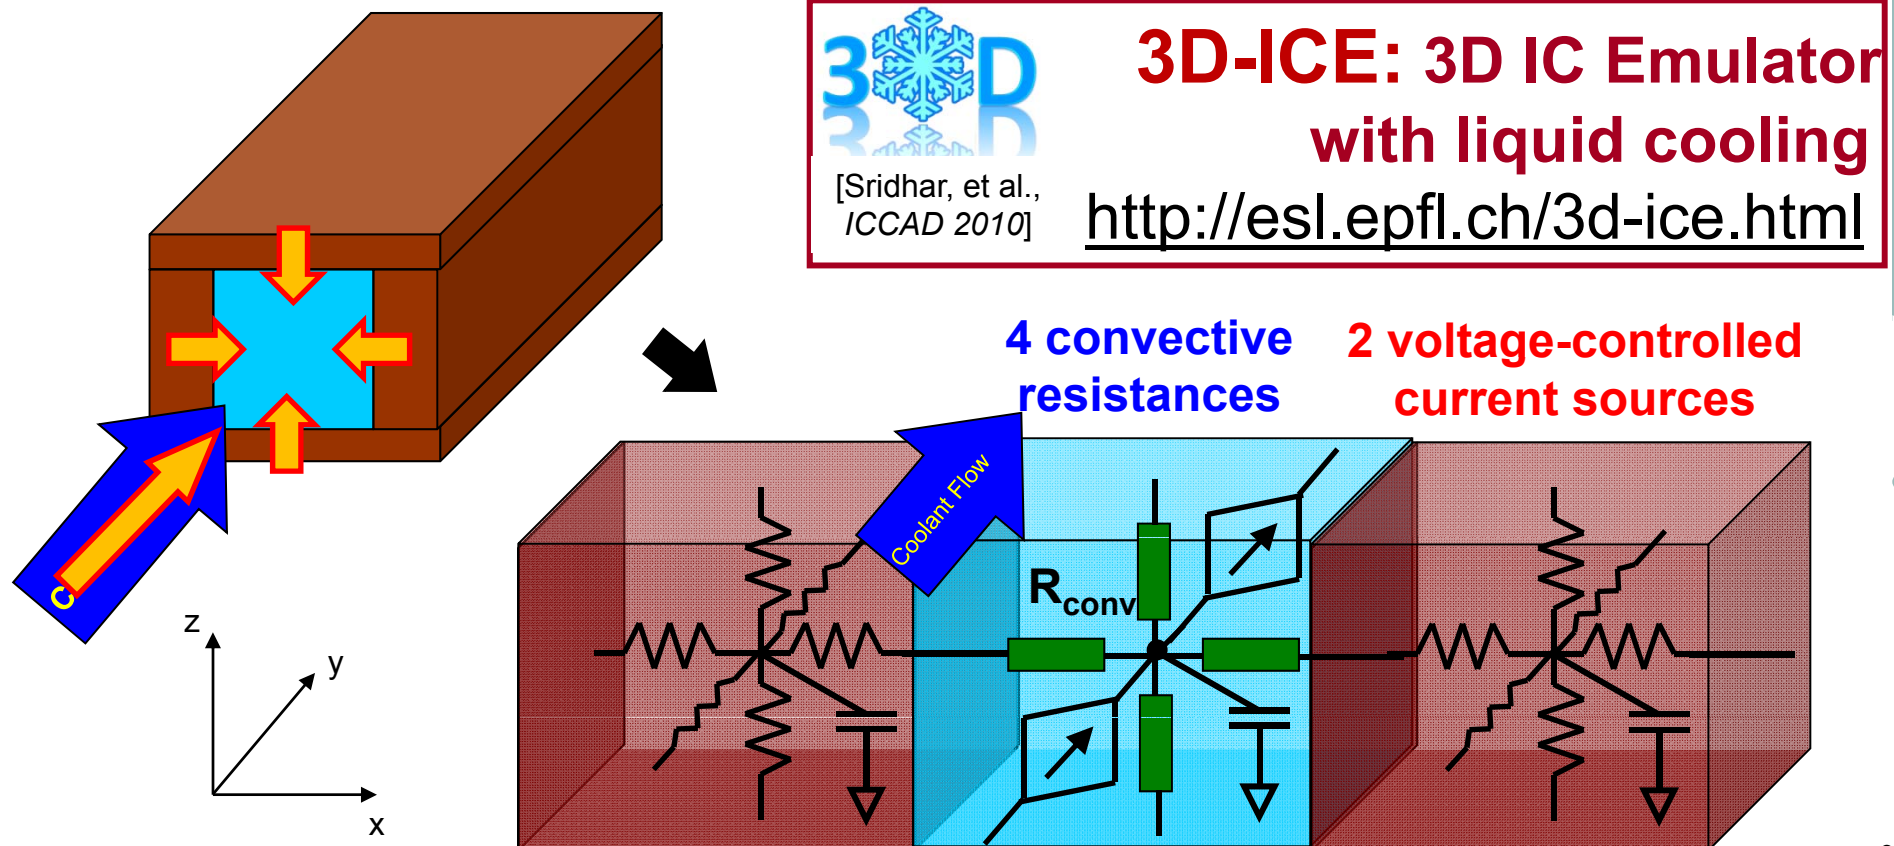 3D
3D-ICE: 3D IC Emulator
with liquid cooling
[Sridhar, et al.,
ICCAD 2010]
http://esl.epfl.ch/3d-ice.html
4 convective
resistances
2 voltage-controlled
current sources
Coolant Flow
Rconv
z
y
x